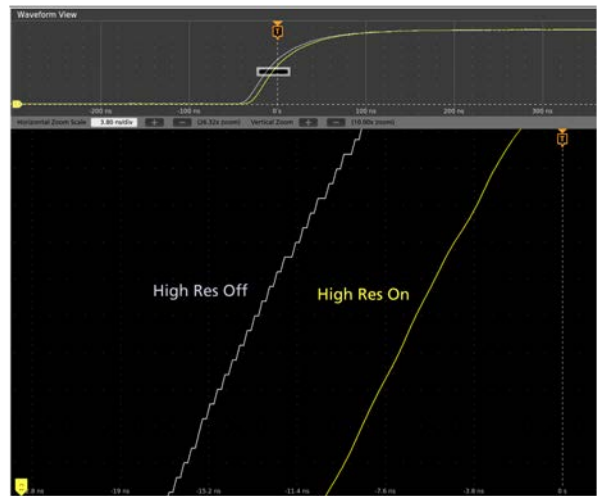 Waveform View
T
-200 ns -100 ns 0 s 100 ns 200 ns 300 ns
Horizontal Zoom Scale 3.80 ns/div + − (26.32x zoom) Vertical Zoom + − (10.00x zoom)
T
High Res Off High Res On
-19 ns -15.2 ns -11.4 ns -7.6 ns -3.8 ns 0 s